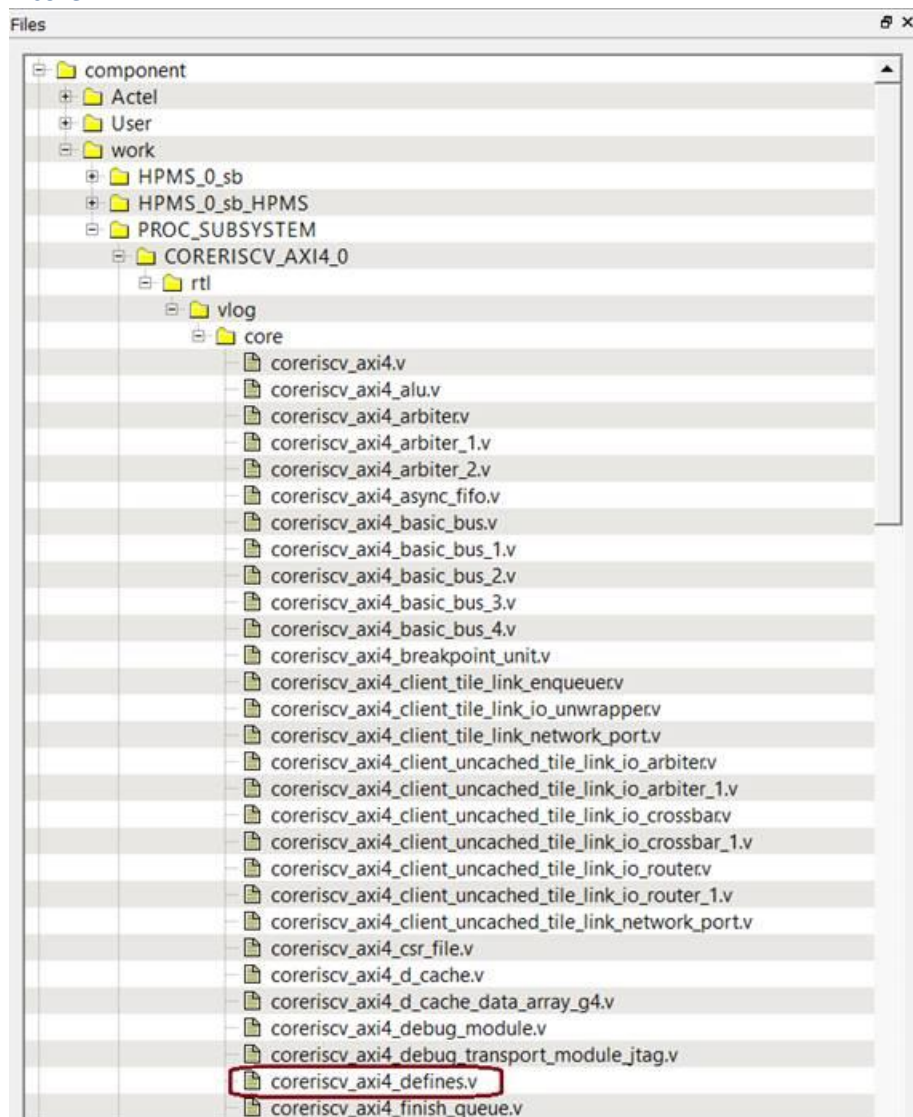 Files
component
Actel
User
work
HPMS_0_sb
HPMS_0_sb_HPMS
PROC_SUBSYSTEM
CORERISCV_AXI4_0
rtl
vlog
core
coreriscv_axi4.v
coreriscv_axi4_alu.v
coreriscv_axi4_arbiter.v
coreriscv_axi4_arbiter_1.v
coreriscv_axi4_arbiter_2.v
coreriscv_axi4_async_fifo.v
coreriscv_axi4_basic_bus.v
coreriscv_axi4_basic_bus_1.v
coreriscv_axi4_basic_bus_2.v
coreriscv_axi4_basic_bus_3.v
coreriscv_axi4_basic_bus_4.v
coreriscv_axi4_breakpoint_unit.v
coreriscv_axi4_client_tile_link_enqueuer.v
coreriscv_axi4_client_tile_link_io_unwrapper.v
coreriscv_axi4_client_tile_link_network_port.v
coreriscv_axi4_client_uncached_tile_link_io_arbiter.v
coreriscv_axi4_client_uncached_tile_link_io_arbiter_1.v
coreriscv_axi4_client_uncached_tile_link_io_crossbar.v
coreriscv_axi4_client_uncached_tile_link_io_crossbar_1.v
coreriscv_axi4_client_uncached_tile_link_io_router.v
coreriscv_axi4_client_uncached_tile_link_io_router_1.v
coreriscv_axi4_client_uncached_tile_link_network_port.v
coreriscv_axi4_csr_file.v
coreriscv_axi4_d_cache.v
coreriscv_axi4_d_cache_data_array_g4.v
coreriscv_axi4_debug_module.v
coreriscv_axi4_debug_transport_module_jtag.v
coreriscv_axi4_defines.v
coreriscv_axi4_finish_queue.v